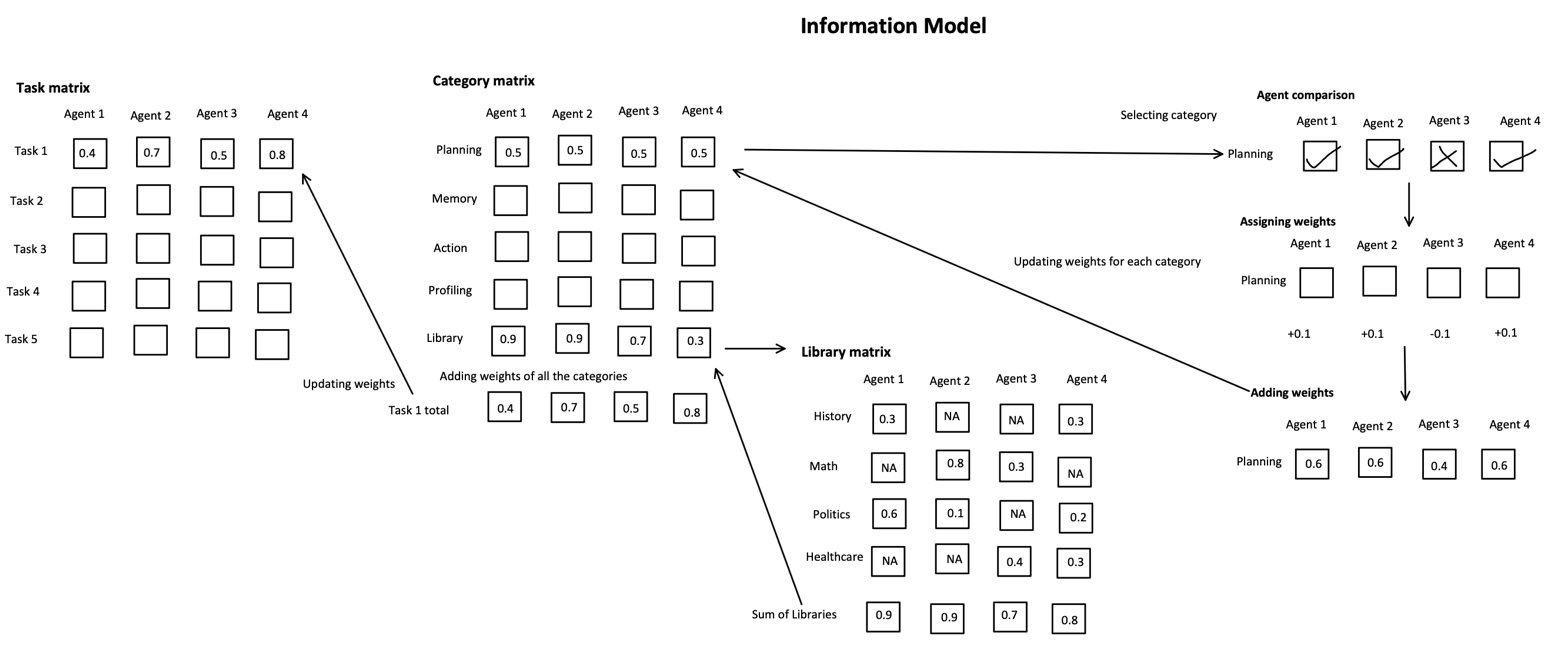 Information Model
Task matrix
Agent 1 Agent 2 Agent 3 Agent 4
Task 1 0.4 0.7 0.5 0.8
Task 2
Task 3
Task 4
Task 5
Updating weights
Category matrix
Agent 1 Agent 2 Agent 3 Agent 4
Planning 0.5 0.5 0.5 0.5
Memory
Action
Profiling
Library 0.9 0.9 0.7 0.3
Adding weights of all the categories
Task 1 total 0.4 0.7 0.5 0.8
Library matrix
Agent 1 Agent 2 Agent 3 Agent 4
History 0.3 NA NA 0.3
Math NA 0.8 0.3 NA
Politics 0.6 0.1 NA 0.2
Healthcare NA NA 0.4 0.3
Sum of Libraries 0.9 0.9 0.7 0.8
Selecting category
Updating weights for each category
Agent comparison
Agent 1 Agent 2 Agent 3 Agent 4
Planning
Assigning weights
Agent 1 Agent 2 Agent 3 Agent 4
Planning
+0.1 +0.1 -0.1 +0.1
Adding weights
Agent 1 Agent 2 Agent 3 Agent 4
Planning 0.6 0.6 0.4 0.6